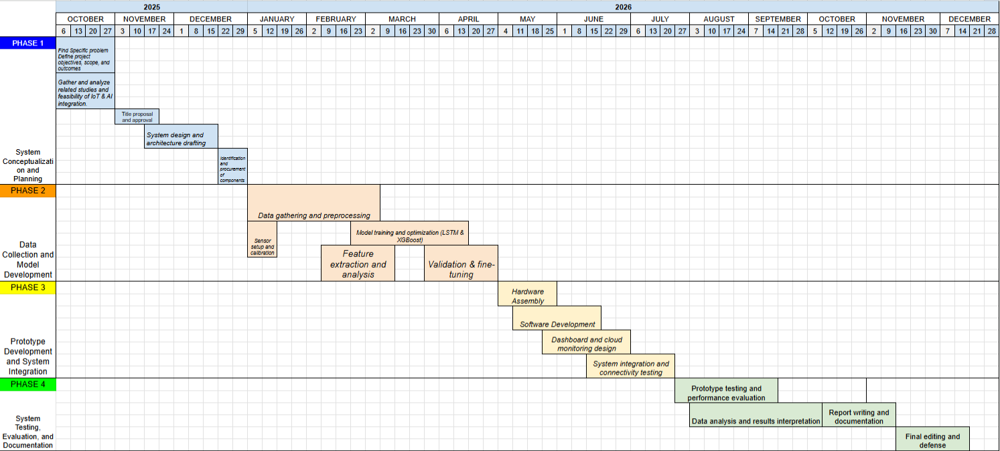 2025 2026
OCTOBER NOVEMBER DECEMBER JANUARY FEBRUARY MARCH APRIL MAY JUNE JULY AUGUST SEPTEMBER OCTOBER NOVEMBER DECEMBER
6 13 20 27 3 10 17 24 1 8 15 22 29 5 12 19 26 2 9 16 23 2 9 16 23 30 6 13 20 27 4 11 18 25 1 8 15 22 29 6 13 20 27 3 10 17 24 7 14 21 28 5 12 19 26 2 9 16 23 30 7 14 21 28
PHASE 1
System
Conceptualizati
on and
Planning
Find Specific problem
Define project
objectives, scope, and
outcomes
Gather and analyze
related studies and
feasibility of IoT & AI
integration.
Title proposal
and approval
System design and
architecture drafting
Identification
and
procurement
of
components
PHASE 2
Data
Collection and
Model
Development
Data gathering and preprocessing
Sensor
setup and
calibration
Model training and optimization (LSTM &
XGBoost)
Feature
extraction and
analysis
Validation & fine-
tuning
PHASE 3
Prototype
Development
and System
Integration
Hardware
Assembly
Software Development
Dashboard and cloud
monitoring design
System integration and
connectivity testing
PHASE 4
System
Testing,
Evaluation, and
Documentation
Prototype testing and
performance evaluation
Data analysis and results interpretation
Report writing and
documentation
Final editing and
defense